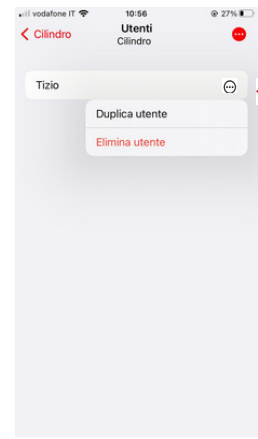 vodafone IT 10:56 27%
Cilindro Utenti
Cilindro
Tizio
Duplica utente
Elimina utente